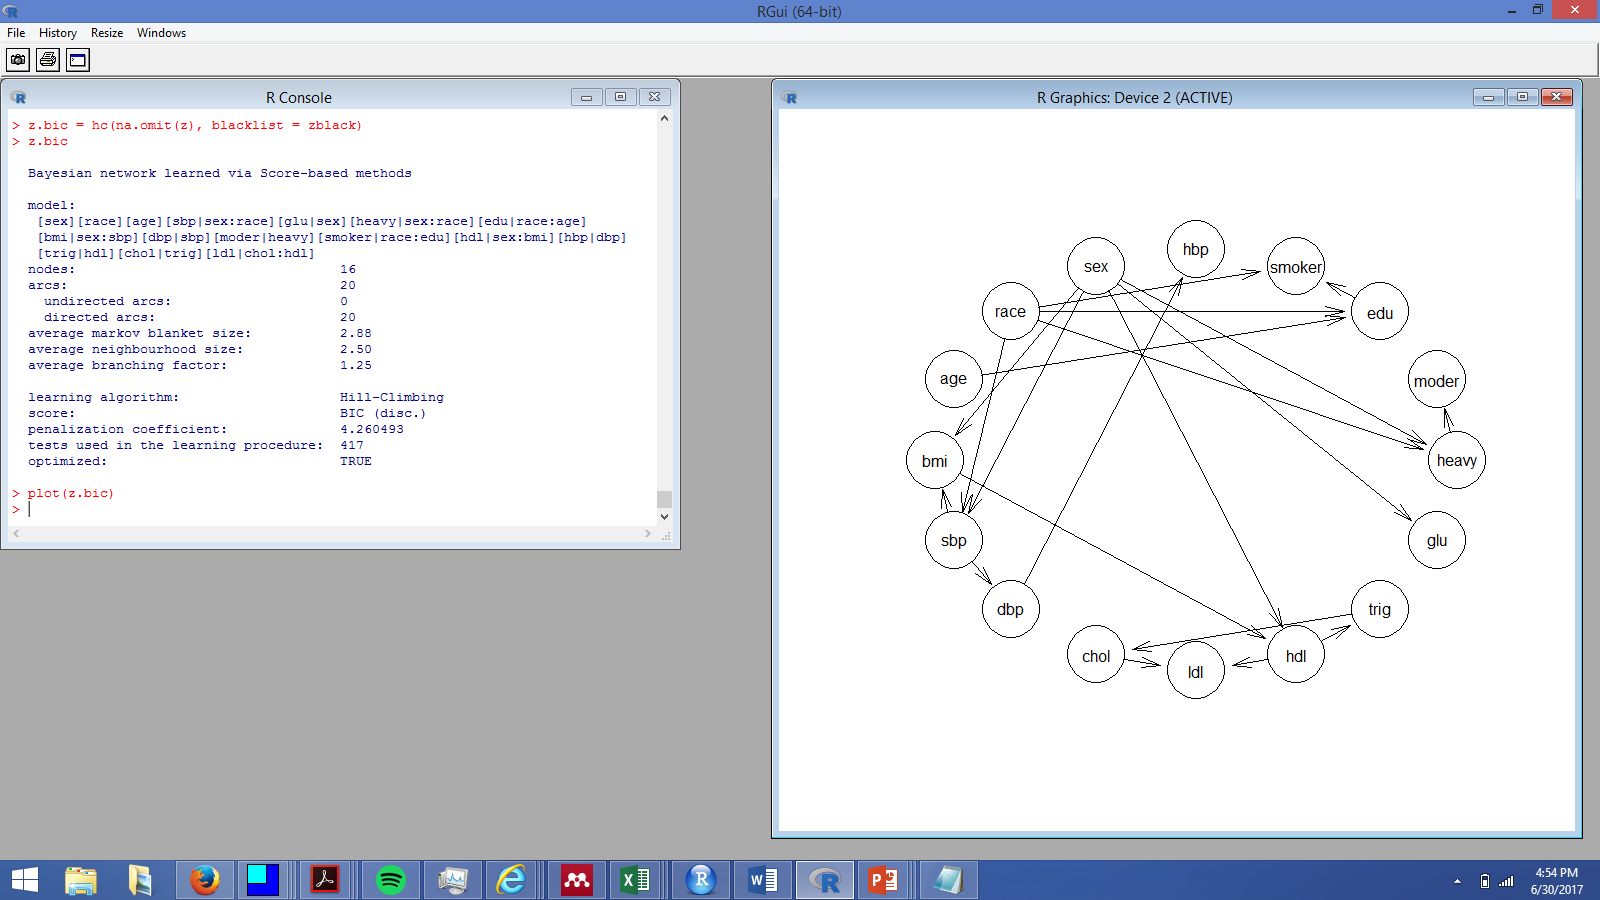 RGui (64-bit)
File History Resize Windows
R Console
> z.bic = hc(na.omit(z), blacklist = zblack)
> z.bic
Bayesian network learned via Score-based methods
model:
[sex][race][age][sbp|sex:race][glu|sex][heavy|sex:race][edu|race:age]
[bmi|sex:sbp][dbp|sbp][moder|heavy][smoker|race:edu][hdl|sex:bmi][hbp|dbp]
[trig|hdl][chol|trig][ldl|chol:hdl]
nodes: 16
arcs: 20
undirected arcs: 0
directed arcs: 20
average markov blanket size: 2.88
average neighbourhood size: 2.50
average branching factor: 1.25
learning algorithm: Hill-Climbing
score: BIC (disc.)
penalization coefficient: 4.260493
tests used in the learning procedure: 417
optimized: TRUE
> plot(z.bic)
>
R Graphics: Device 2 (ACTIVE)
hbp
sex
smoker
race
edu
age
moder
bmi
heavy
sbp
glu
dbp
trig
chol
hdl
ldl
4:54 PM
6/30/2017